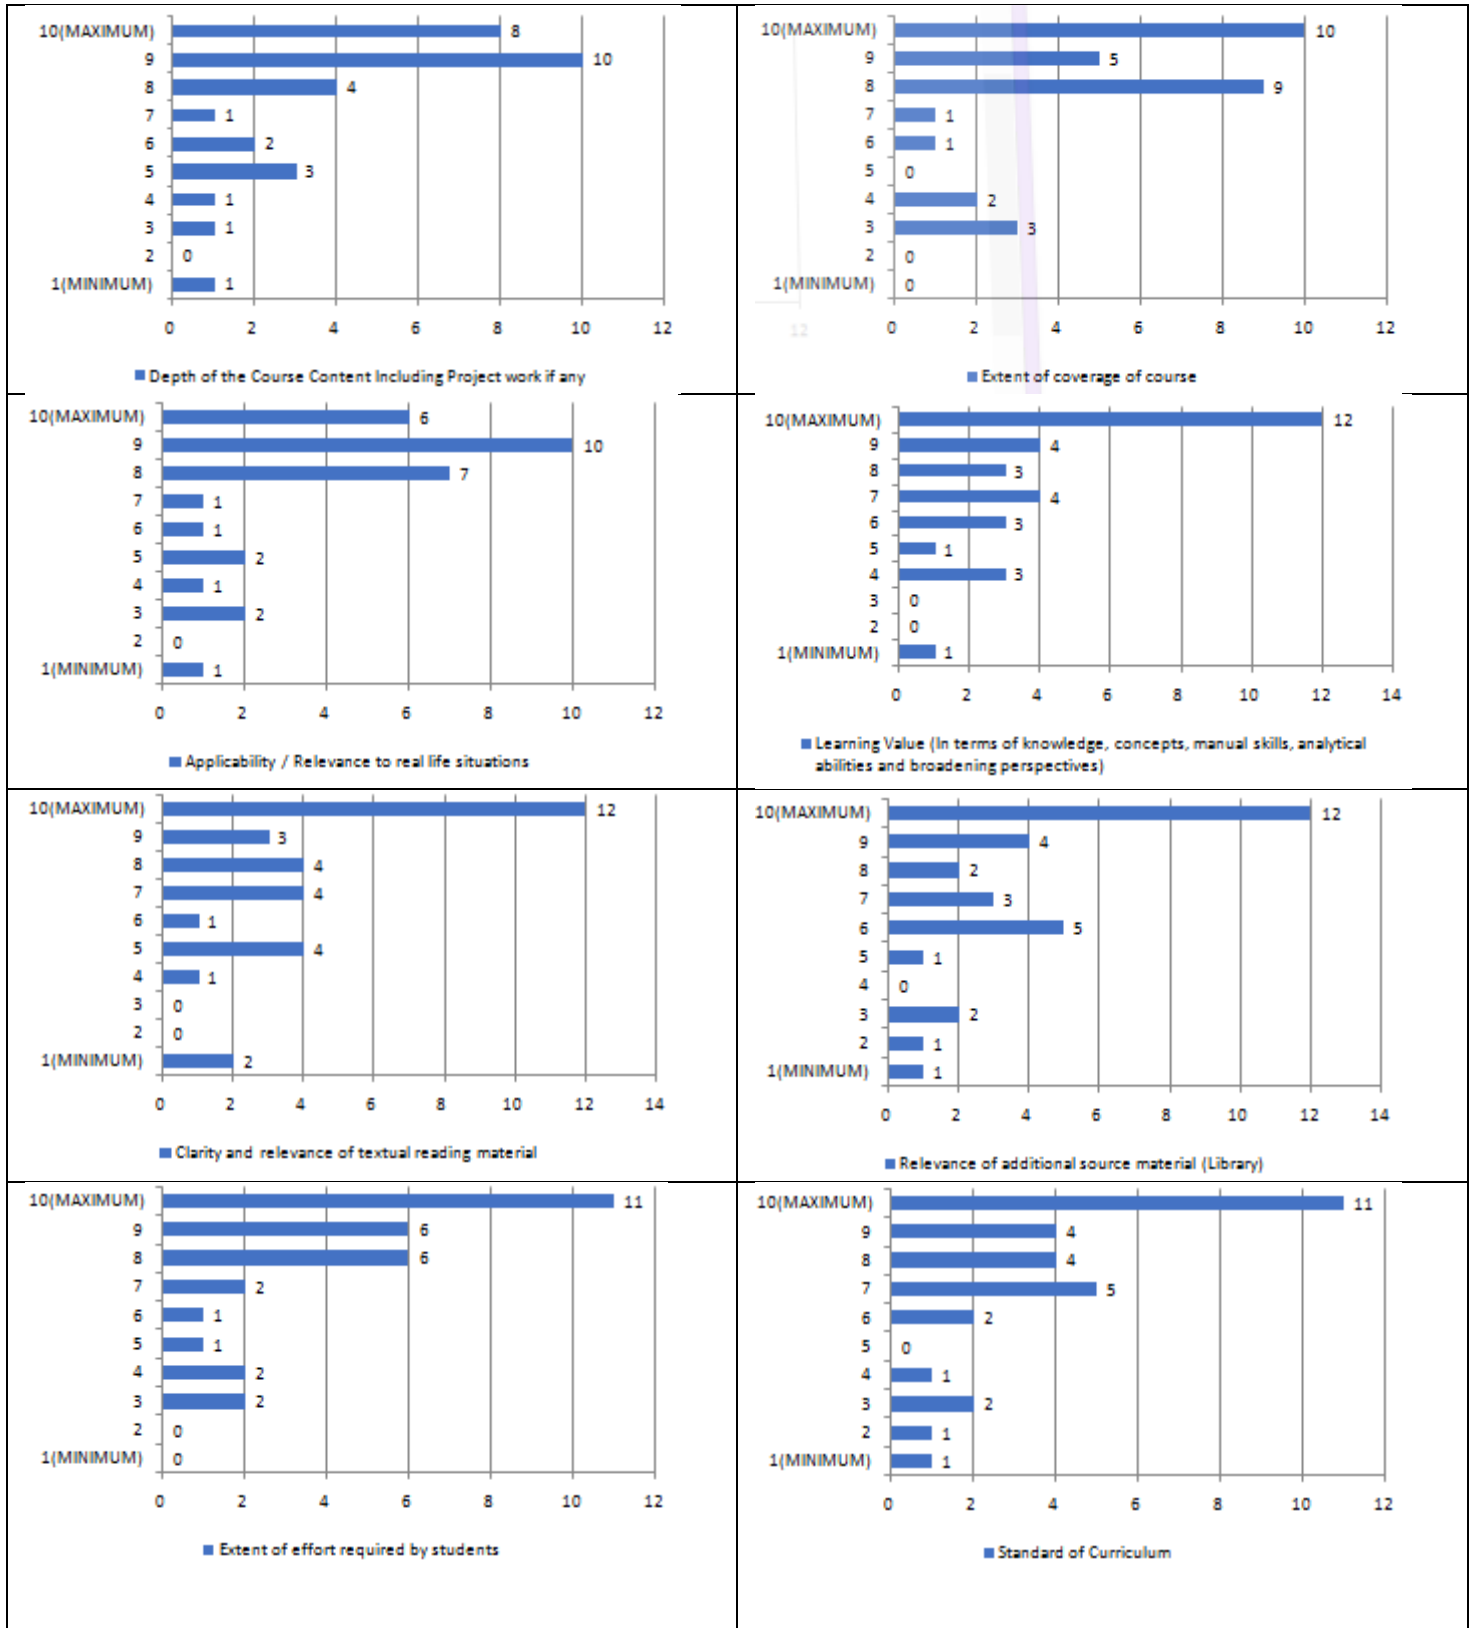 10(MAXIMUM) 8
9 10
8 4
7 1
6 2
5 3
4 1
3 1
2 0
1(MINIMUM) 1
0 2 4 6 8 10 12
Depth of the Course Content Including Project work if any
10(MAXIMUM) 10
9 5
8 9
7 1
6 1
5 0
4 2
3 3
2 0
1(MINIMUM) 0
12
0 2 4 6 8 10 12
Extent of coverage of course
10(MAXIMUM) 6
9 10
8 7
7 1
6 1
5 2
4 1
3 2
2 0
1(MINIMUM) 1
0 2 4 6 8 10 12
Applicability / Relevance to real life situations
10(MAXIMUM) 12
9 4
8 3
7 4
6 3
5 1
4 3
3 0
2 0
1(MINIMUM) 1
0 2 4 6 8 10 12 14
Learning Value (In terms of knowledge, concepts, manual skills, analytical
abilities and broadening perspectives)
10(MAXIMUM) 12
9 3
8 4
7 4
6 1
5 4
4 1
3 0
2 0
1(MINIMUM) 2
0 2 4 6 8 10 12 14
Clarity and relevance of textual reading material
10(MAXIMUM) 12
9 4
8 2
7 3
6 5
5 1
4 0
3 2
2 1
1(MINIMUM) 1
0 2 4 6 8 10 12 14
Relevance of additional source material (Library)
10(MAXIMUM) 11
9 6
8 6
7 2
6 1
5 1
4 2
3 2
2 0
1(MINIMUM) 0
0 2 4 6 8 10 12
Extent of effort required by students
10(MAXIMUM) 11
9 4
8 4
7 5
6 2
5 0
4 1
3 2
2 1
1(MINIMUM) 1
0 2 4 6 8 10 12
Standard of Curriculum